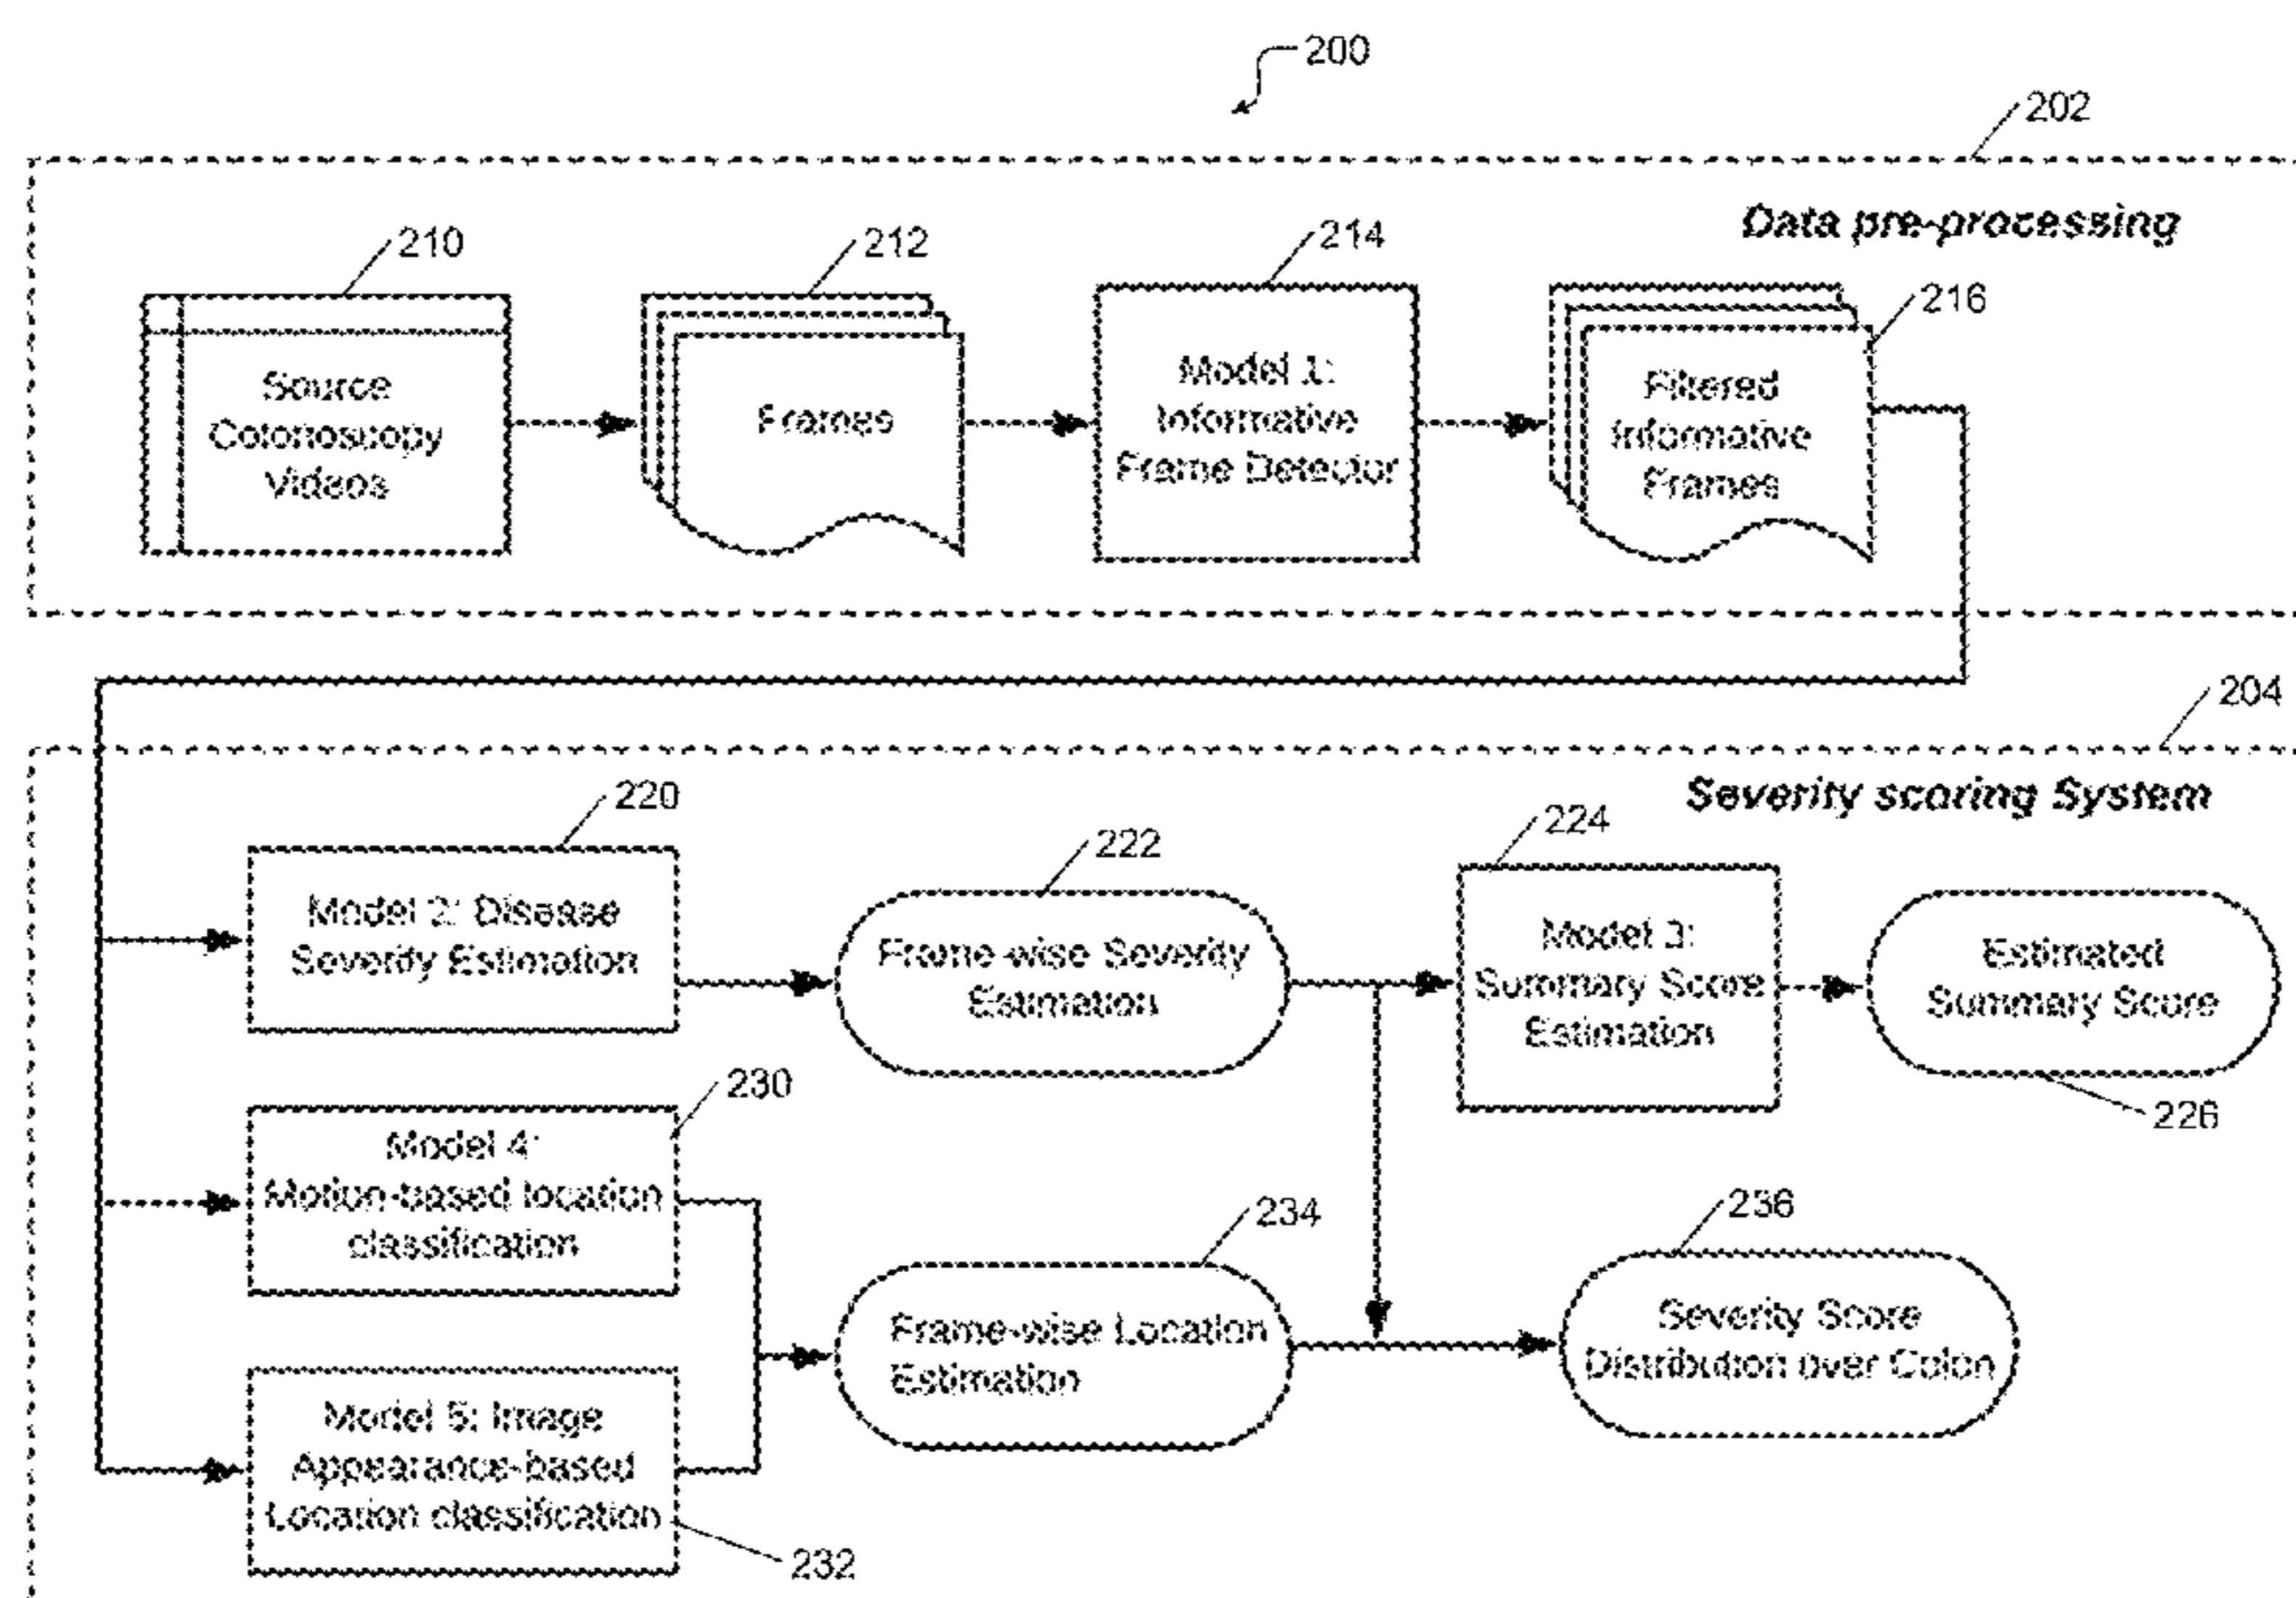 200
202
Data pre-processing
210
212
214
216
Source
Colonoscopy
Videos
Frames
Model 1:
Informative
Frame Detector
Filtered
Informative
Frames
204
Severity scoring System
220
222
224
Model 2: Disease
Severity Estimation
Frame-wise Severity
Estimation
Model 3:
Summary Score
Estimation
Estimated
Summary Score
226
230
Model 4:
Motion-based location
classification
234
236
Frame-wise Location
Estimation
Severity Score
Distribution over Colon
Model 5: Image
Appearance-based
Location classification
232